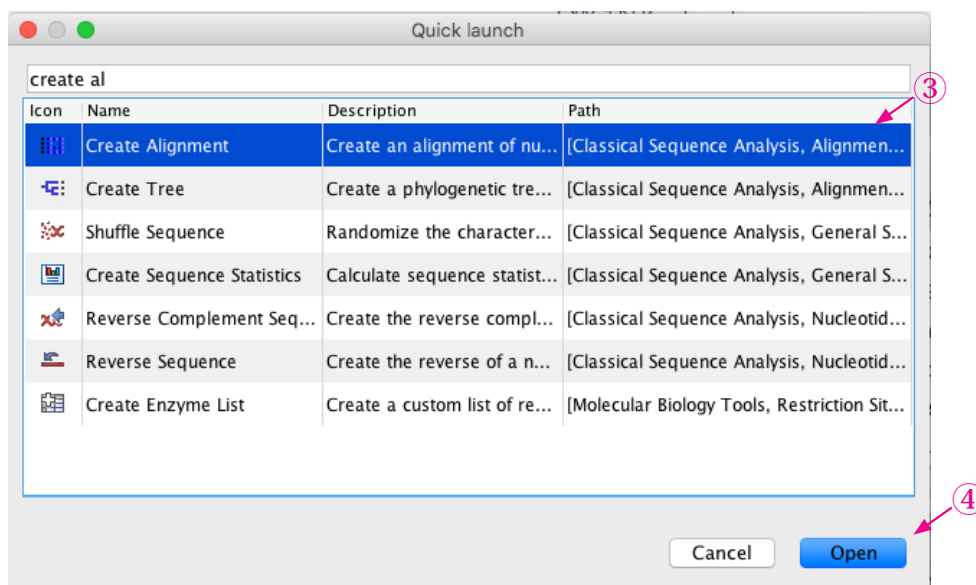 Quick launch
create al
③
Icon Name Description Path
Create Alignment Create an alignment of nu... [Classical Sequence Analysis, Alignmen...
Create Tree Create a phylogenetic tre... [Classical Sequence Analysis, Alignmen...
Shuffle Sequence Randomize the character... [Classical Sequence Analysis, General S...
Create Sequence Statistics Calculate sequence statist... [Classical Sequence Analysis, General S...
Reverse Complement Seq... Create the reverse compl... [Classical Sequence Analysis, Nucleotid...
Reverse Sequence Create the reverse of a n... [Classical Sequence Analysis, Nucleotid...
Create Enzyme List Create a custom list of re... [Molecular Biology Tools, Restriction Sit...
④
Cancel Open